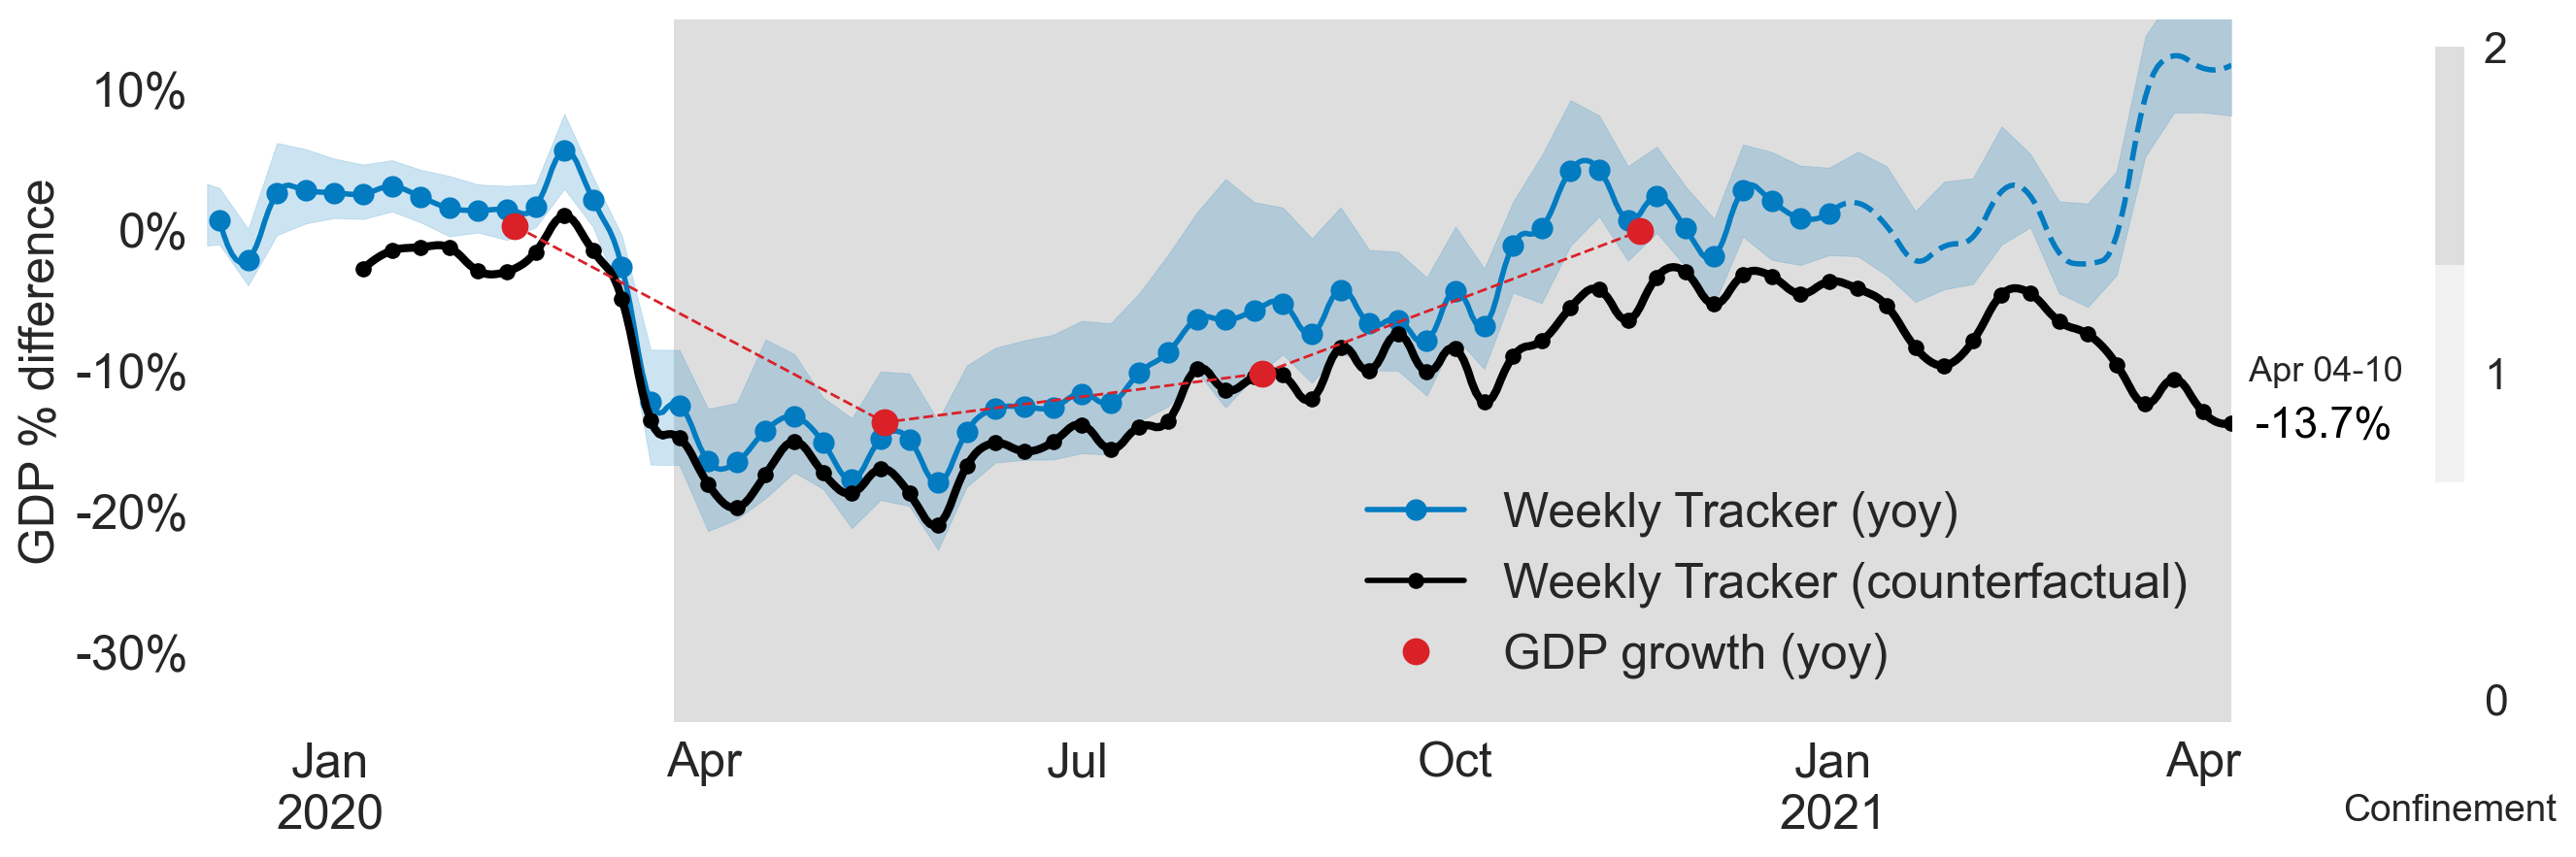 GDP % difference
10%
0%
-10%
-20%
-30%
Jan
2020
Apr
Jul
Oct
Jan
2021
Apr
Weekly Tracker (yoy)
Weekly Tracker (counterfactual)
GDP growth (yoy)
Apr 04-10
-13.7%
2
1
0
Confinement